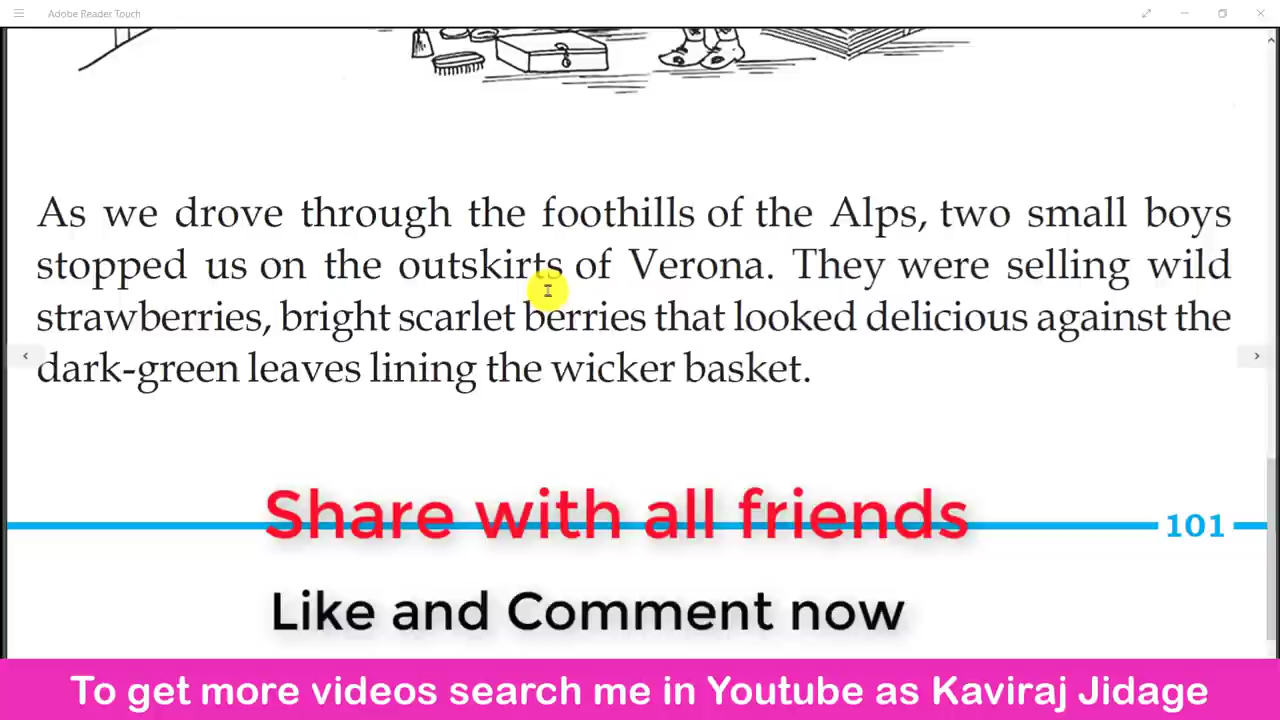 Adobe Reader Touch
As we drove through the foothills of the Alps, two small boys
stopped us on the outskirts of Verona. They were selling wild
strawberries, bright scarlet berries that looked delicious against the
dark-green leaves lining the wicker basket.
Share with all friends
101
Like and Comment now
To get more videos search me in Youtube as Kaviraj Jidage